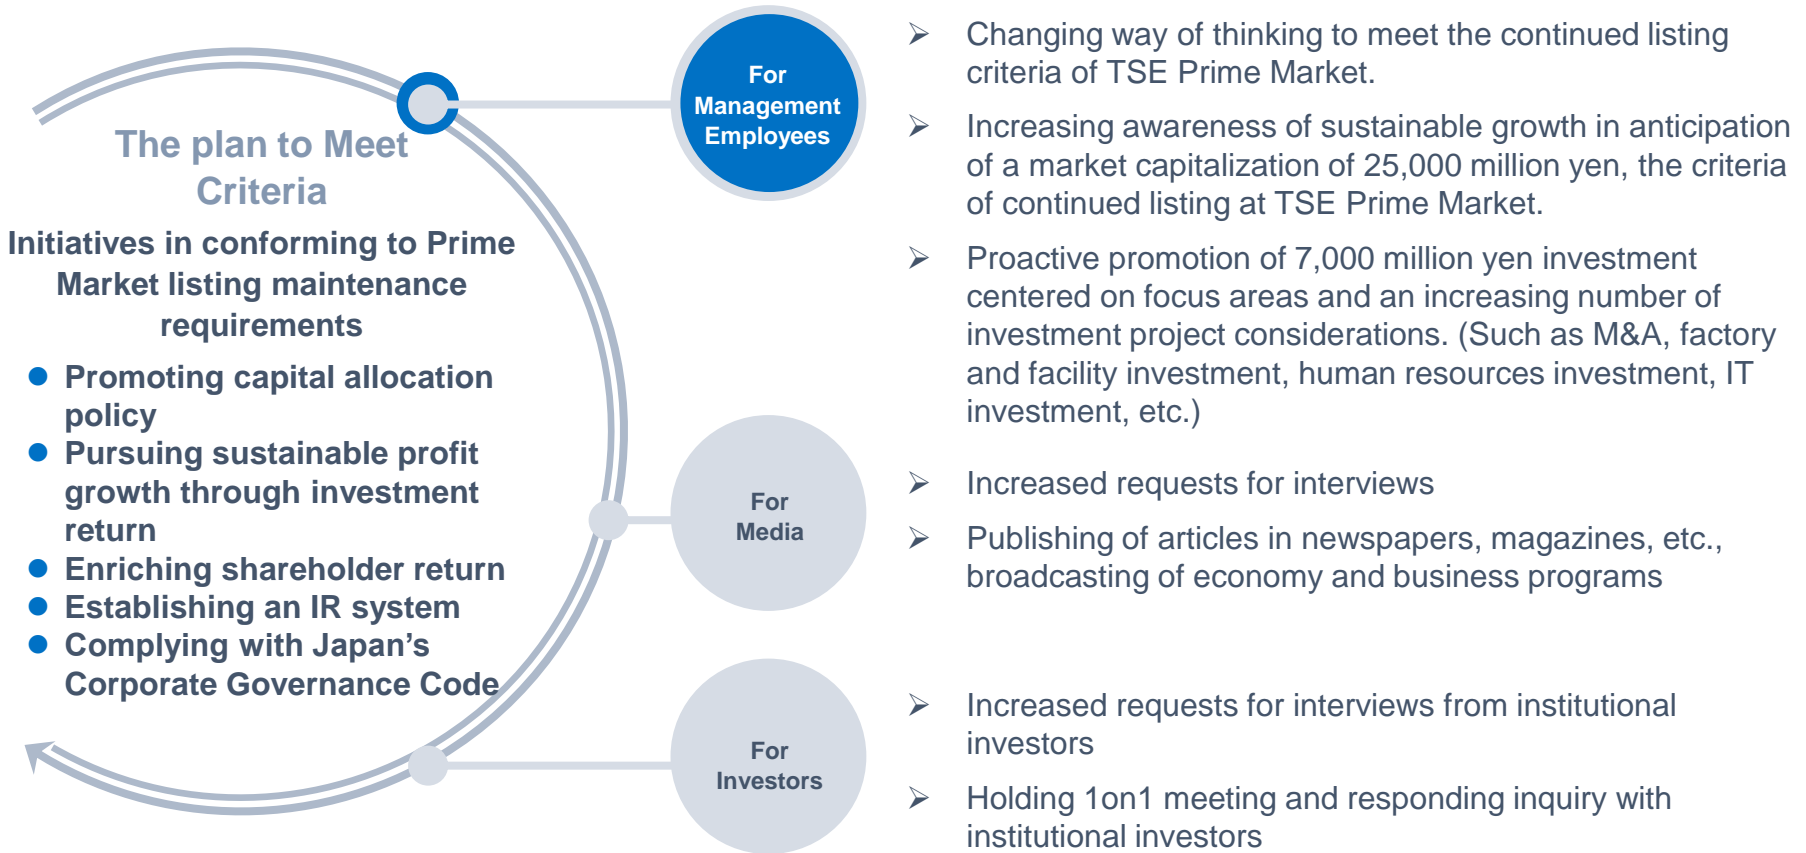 The plan to Meet
Criteria
Initiatives in conforming to Prime
Market listing maintenance
requirements
● Promoting capital allocation
policy
● Pursuing sustainable profit
growth through investment
return
● Enriching shareholder return
● Establishing an IR system
● Complying with Japan’s
Corporate Governance Code
For
Management
Employees
➢ Changing way of thinking to meet the continued listing
criteria of TSE Prime Market.
➢ Increasing awareness of sustainable growth in anticipation
of a market capitalization of 25,000 million yen, the criteria
of continued listing at TSE Prime Market.
➢ Proactive promotion of 7,000 million yen investment
centered on focus areas and an increasing number of
investment project considerations. (Such as M&A, factory
and facility investment, human resources investment, IT
investment, etc.)
For
Media
➢ Increased requests for interviews
➢ Publishing of articles in newspapers, magazines, etc.,
broadcasting of economy and business programs
For
Investors
➢ Increased requests for interviews from institutional
investors
➢ Holding 1on1 meeting and responding inquiry with
institutional investors